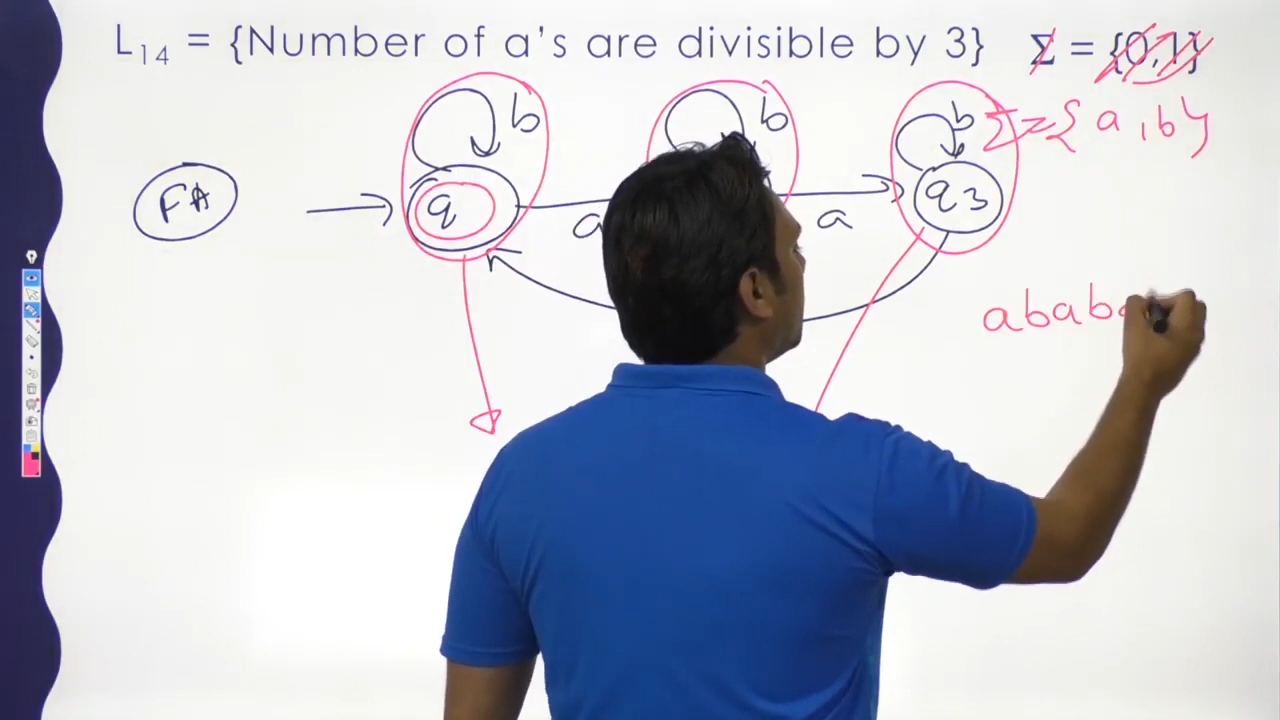 L₁₄ = {Number of a's are divisible by 3} Σ = {0,1}
Σ = {a, b}
b b b
FA q q3
a a
abab